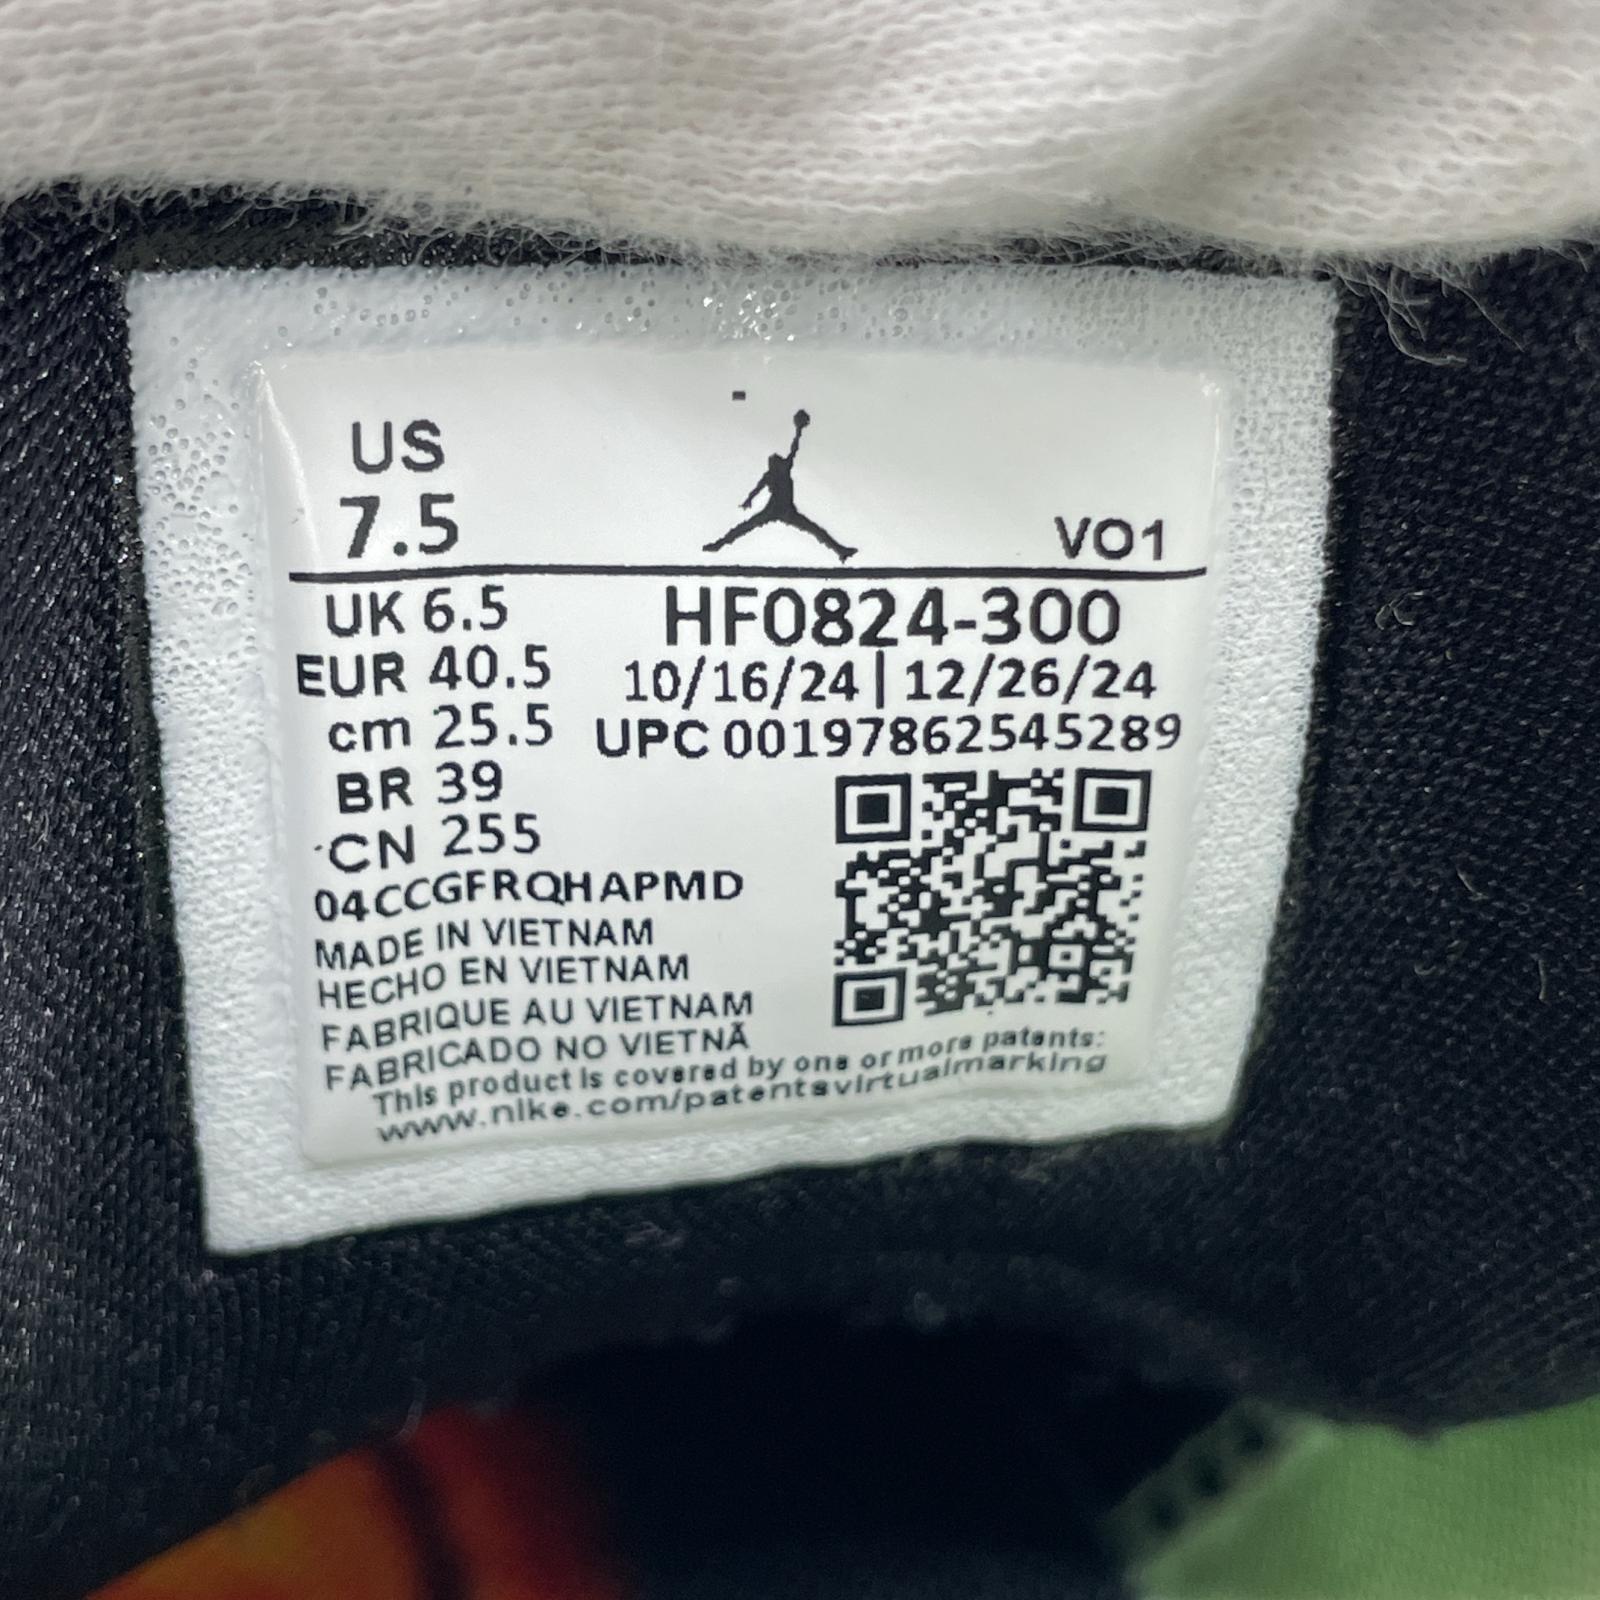 US
7.5
VO1
UK 6.5
HF0824-300
EUR 40.5
10/16/24 | 12/26/24
cm 25.5
UPC 00197862545289
BR 39
CN 255
04CCGFRQHAPMD
MADE IN VIETNAM
HECHO EN VIETNAM
FABRIQUE AU VIETNAM
FABRICADO NO VIETNÃ
This product is covered by one or more patents:
www.nike.com/patentsvirtualmarking